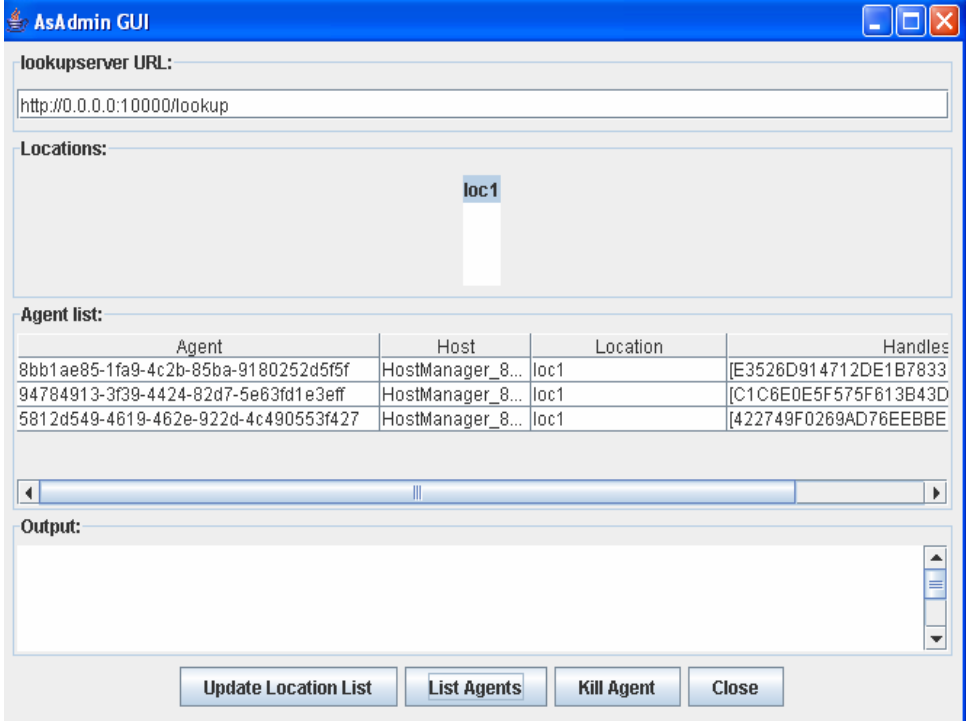 AsAdmin GUI
lookupserver URL:
http://0.0.0.0:10000/lookup
Locations:
loc1
Agent list:
Agent Host Location Handles
8bb1ae85-1fa9-4c2b-85ba-9180252d5f5f HostManager_8... loc1 [E3526D914712DE1B7833
94784913-3f39-4424-82d7-5e63fd1e3eff HostManager_8... loc1 [C1C6E0E5F575F613B43D
5812d549-4619-462e-922d-4c490553f427 HostManager_8... loc1 [422749F0269AD76EEBBE
Output:
Update Location List List Agents Kill Agent Close